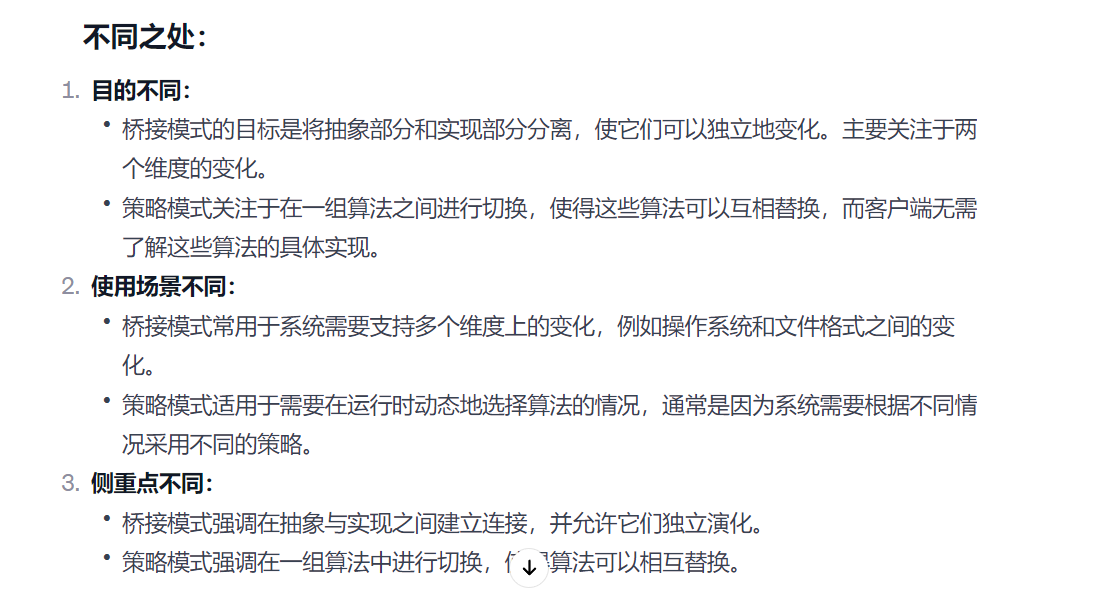 不同之处：
1. 目的不同：
• 桥接模式的目标是将抽象部分和实现部分分离，使它们可以独立地变化。主要关注于两
个维度的变化。
• 策略模式关注于在一组算法之间进行切换，使得这些算法可以互相替换，而客户端无需
了解这些算法的具体实现。
2. 使用场景不同：
• 桥接模式常用于系统需要支持多个维度上的变化，例如操作系统和文件格式之间的变
化。
• 策略模式适用于需要在运行时动态地选择算法的情况，通常是因为系统需要根据不同情
况采用不同的策略。
3. 侧重点不同：
• 桥接模式强调在抽象与实现之间建立连接，并允许它们独立演化。
• 策略模式强调在一组算法中进行切换，算法可以相互替换。